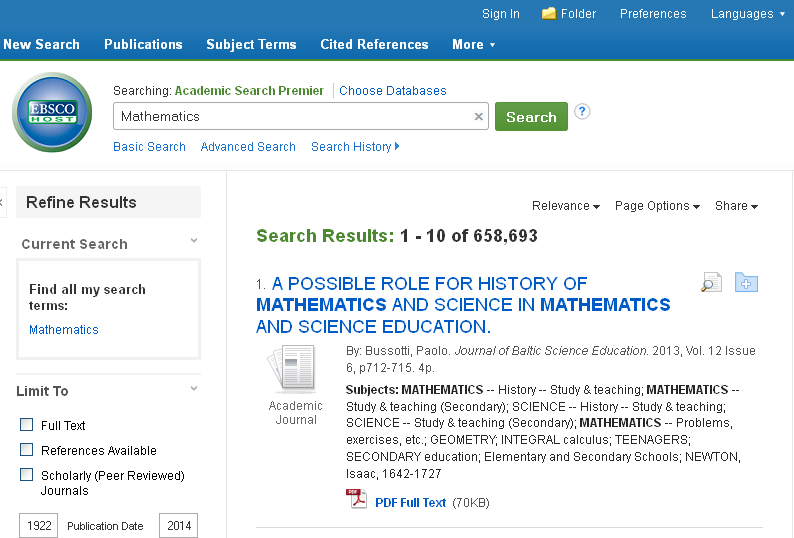 Sign In Folder Preferences Languages
New Search Publications Subject Terms Cited References More
EBSCO
HOST
Searching: Academic Search Premier Choose Databases
Mathematics × Search ?
Basic Search Advanced Search Search History
Refine Results
Relevance Page Options Share
Current Search
Search Results: 1 - 10 of 658,693
Find all my search
terms:
Mathematics
Limit To
Full Text
References Available
Scholarly (Peer Reviewed)
Journals
1922 Publication Date 2014
1. A POSSIBLE ROLE FOR HISTORY OF
MATHEMATICS AND SCIENCE IN MATHEMATICS
AND SCIENCE EDUCATION.
Academic
Journal
By: Bussotti, Paolo. Journal of Baltic Science Education. 2013, Vol. 12 Issue
6, p712-715. 4p.
Subjects: MATHEMATICS -- History -- Study & teaching; MATHEMATICS --
Study & teaching (Secondary); SCIENCE -- History -- Study & teaching;
SCIENCE -- Study & teaching (Secondary); MATHEMATICS -- Problems,
exercises, etc.; GEOMETRY; INTEGRAL calculus; TEENAGERS;
SECONDARY education; Elementary and Secondary Schools; NEWTON,
Isaac, 1642-1727
PDF PDF Full Text (70KB)